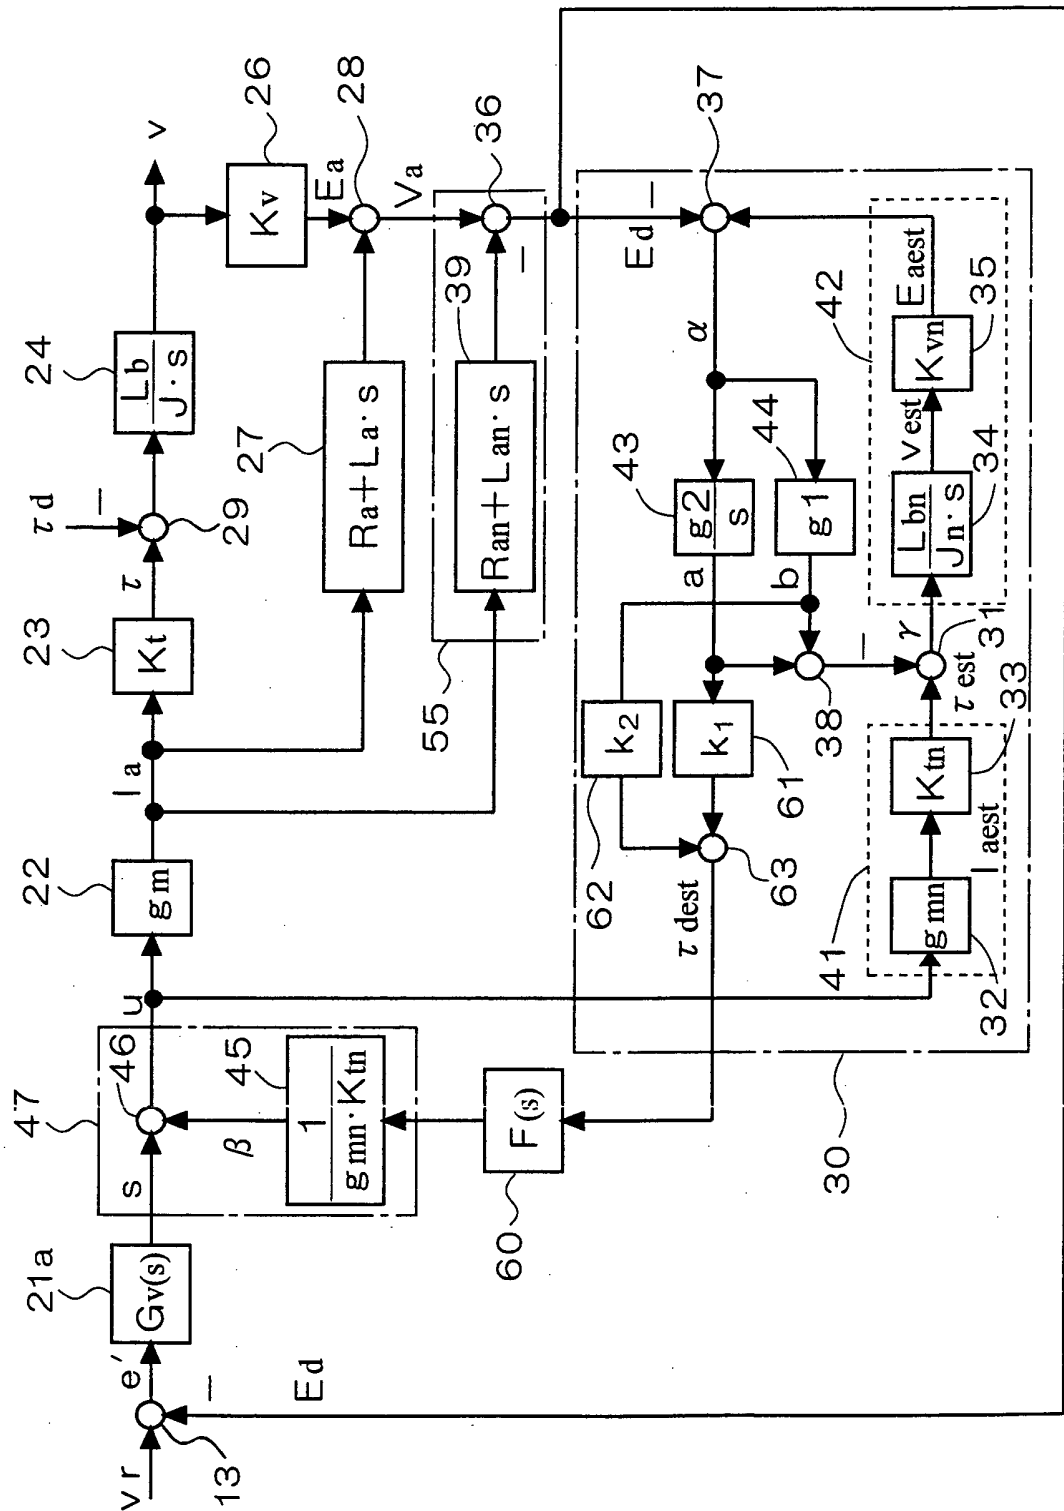 v r
13
e′
−
Ed
21a
Gv(s)
s
47
46
β
45
1
gmn·Ktn
u
60
F(s)
22
gm
Ia
23
Kt
τ
τd
−
29
24
Lb
J·s
v
26
Kv
Ea
28
Va
27
Ra+La·s
55
39
Ran+Lan·s
−
36
Ed
−
37
α
43
g2
s
44
g1
a
b
62
k2
k1
61
63
38
τdest
−
31
γ
τest
41
gmn
32
Iaest
Ktn
33
42
Lbn
Jn·s
34
vest
Kvn
35
Eaest
30